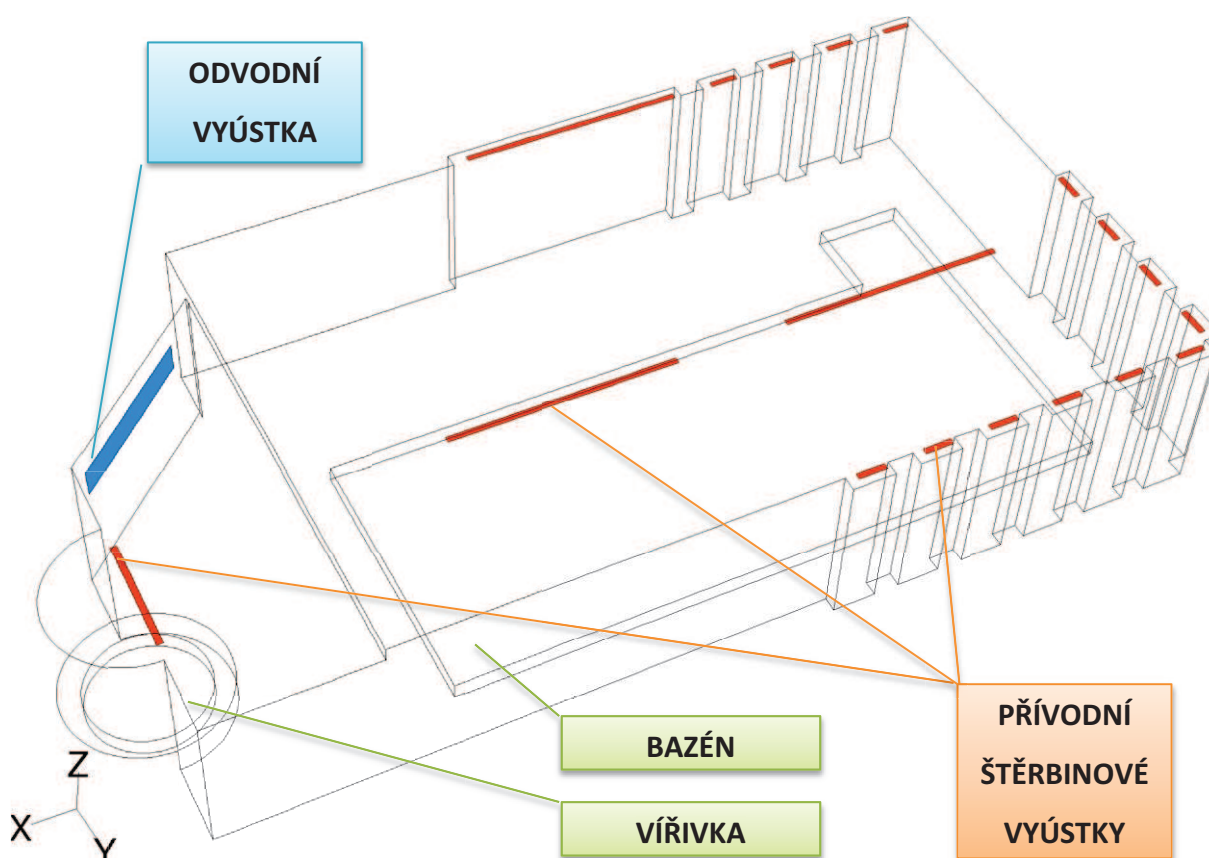 ODVODNÍ
VYÚSTKA
BAZÉN
VÍŘIVKA
PŘÍVODNÍ
ŠTĚRBINOVÉ
VYÚSTKY
Z
X
Y